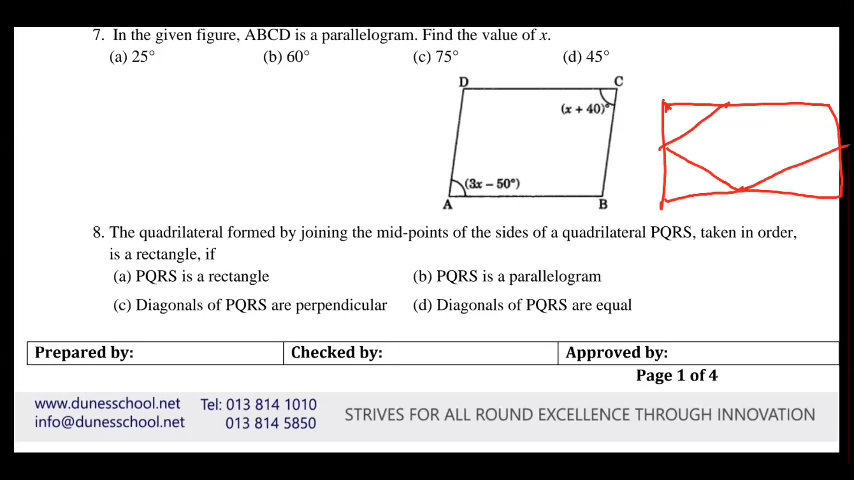 7. In the given figure, ABCD is a parallelogram. Find the value of x.
(a) 25° (b) 60° (c) 75° (d) 45°
D C
(x + 40)°
(3x – 50°)
A B
8. The quadrilateral formed by joining the mid-points of the sides of a quadrilateral PQRS, taken in order,
is a rectangle, if
(a) PQRS is a rectangle (b) PQRS is a parallelogram
(c) Diagonals of PQRS are perpendicular (d) Diagonals of PQRS are equal
Prepared by: Checked by: Approved by:
Page 1 of 4
www.dunesschool.net Tel: 013 814 1010
info@dunesschool.net 013 814 5850
STRIVES FOR ALL ROUND EXCELLENCE THROUGH INNOVATION